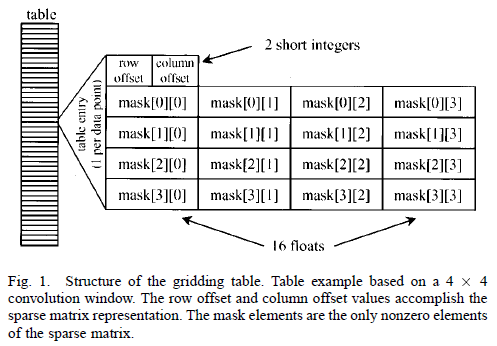 table
2 short integers
row column
offset offset
table entry
(1 per data point)
mask[0][0] mask[0][1] mask[0][2] mask[0][3]
mask[1][0] mask[1][1] mask[1][2] mask[1][3]
mask[2][0] mask[2][1] mask[2][2] mask[2][3]
mask[3][0] mask[3][1] mask[3][2] mask[3][3]
16 floats
Fig. 1. Structure of the gridding table. Table example based on a 4 × 4
convolution window. The row offset and column offset values accomplish the
sparse matrix representation. The mask elements are the only nonzero elements
of the sparse matrix.